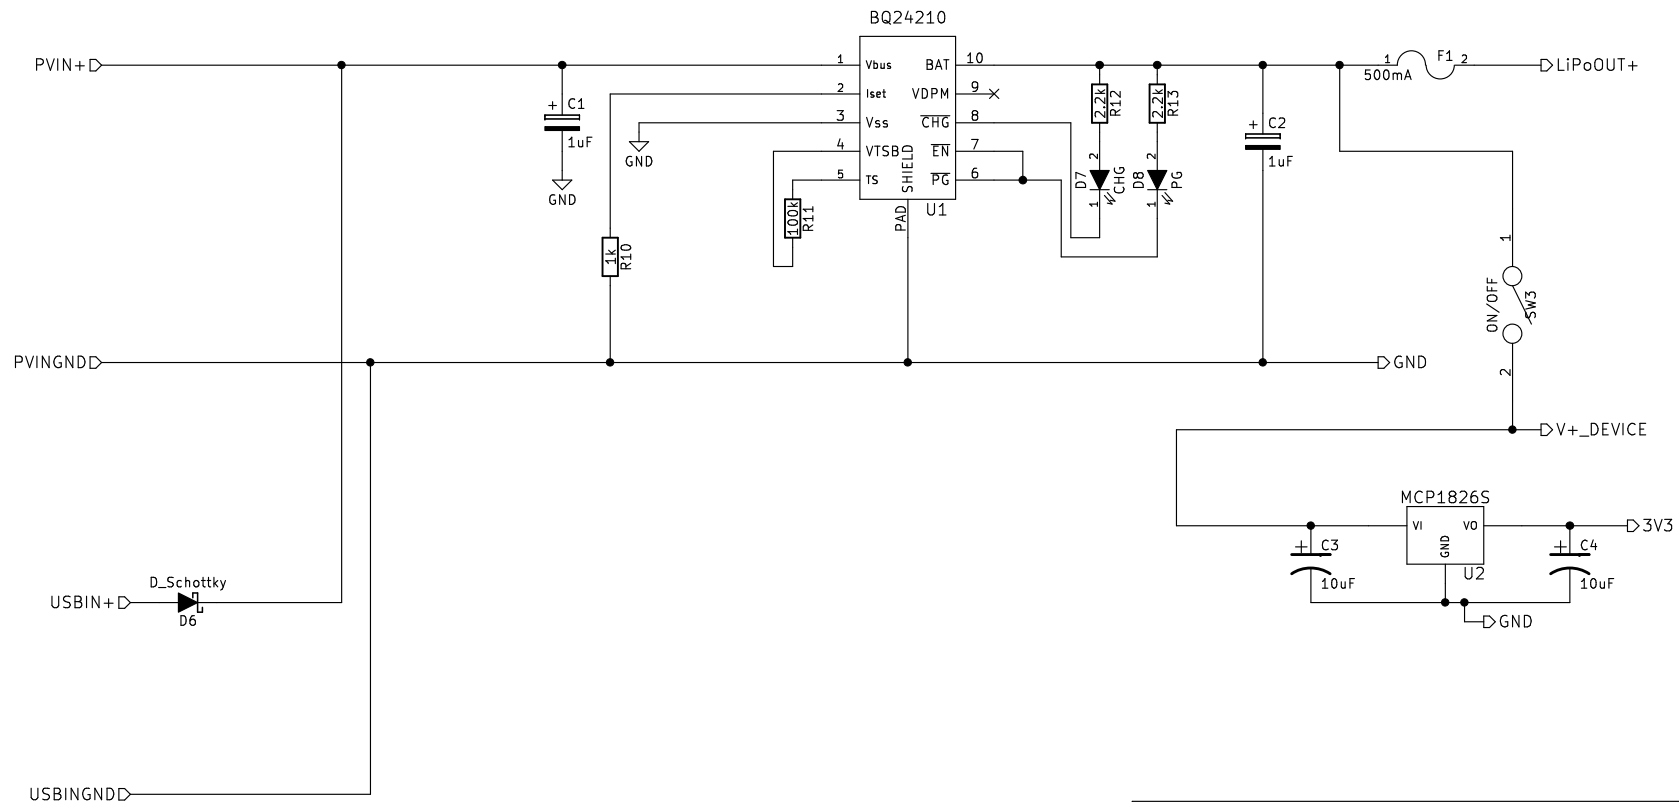 BQ24210
PVIN+
1 Vbus
BAT 10
1 F1 2
500mA
LiPoOUT+
2 Iset
VDPM 9
3 Vss
CHG 8
4 VTSB
EN 7
5 TS
PG 6
SHIELD
PAD
U1
+ C1
1uF
GND
GND
1k
R10
100k
R11
2.2k
R12
2.2k
R13
2
D7
CHG
1
2
D8
PG
1
+ C2
1uF
1
ON/OFF
SW3
2
PVINGND
GND
V+_DEVICE
MCP1826S
VI
VO
GND
U2
3V3
+ C3
10uF
+ C4
10uF
GND
D_Schottky
USBIN+
D6
USBINGND